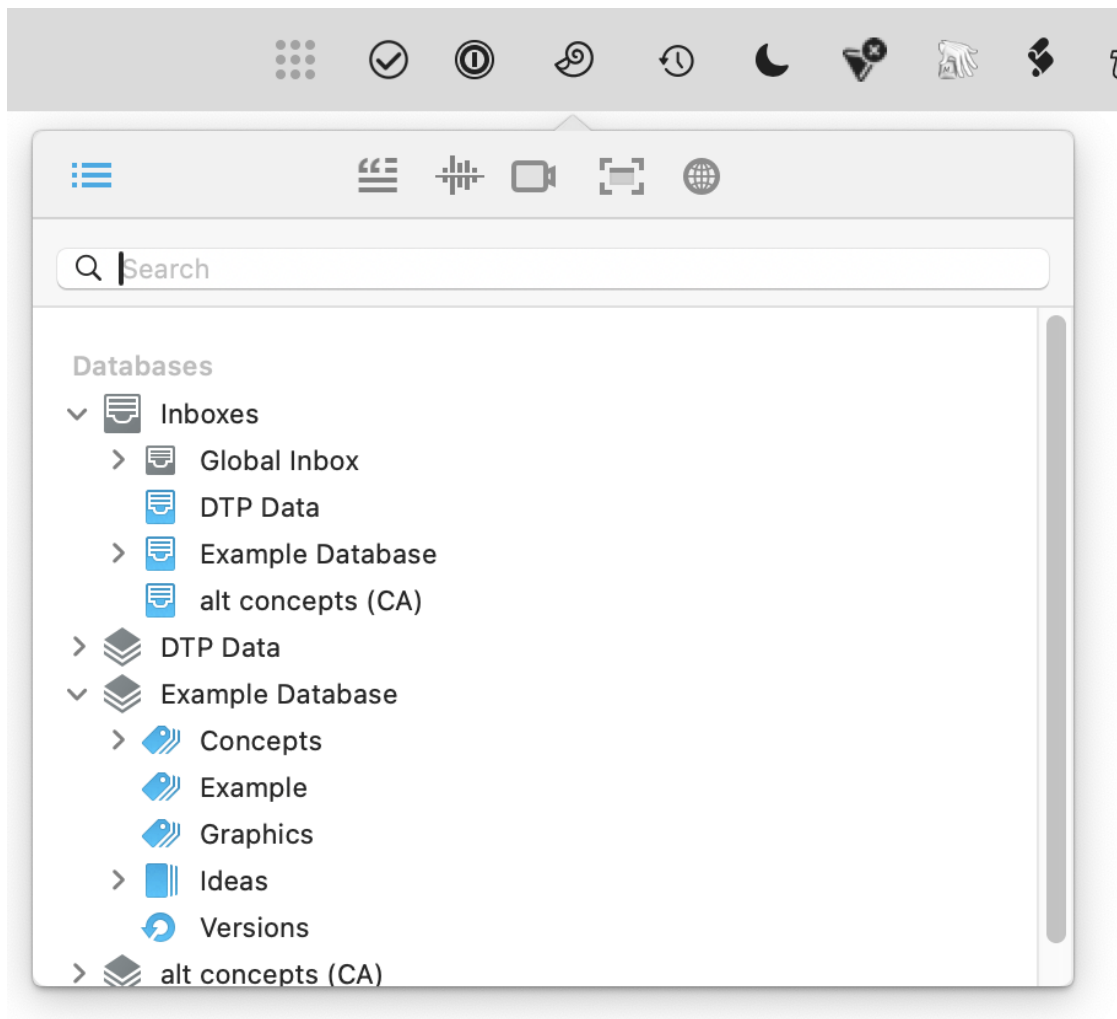 Search
Databases
Inboxes
Global Inbox
DTP Data
Example Database
alt concepts (CA)
DTP Data
Example Database
Concepts
Example
Graphics
Ideas
Versions
alt concepts (CA)